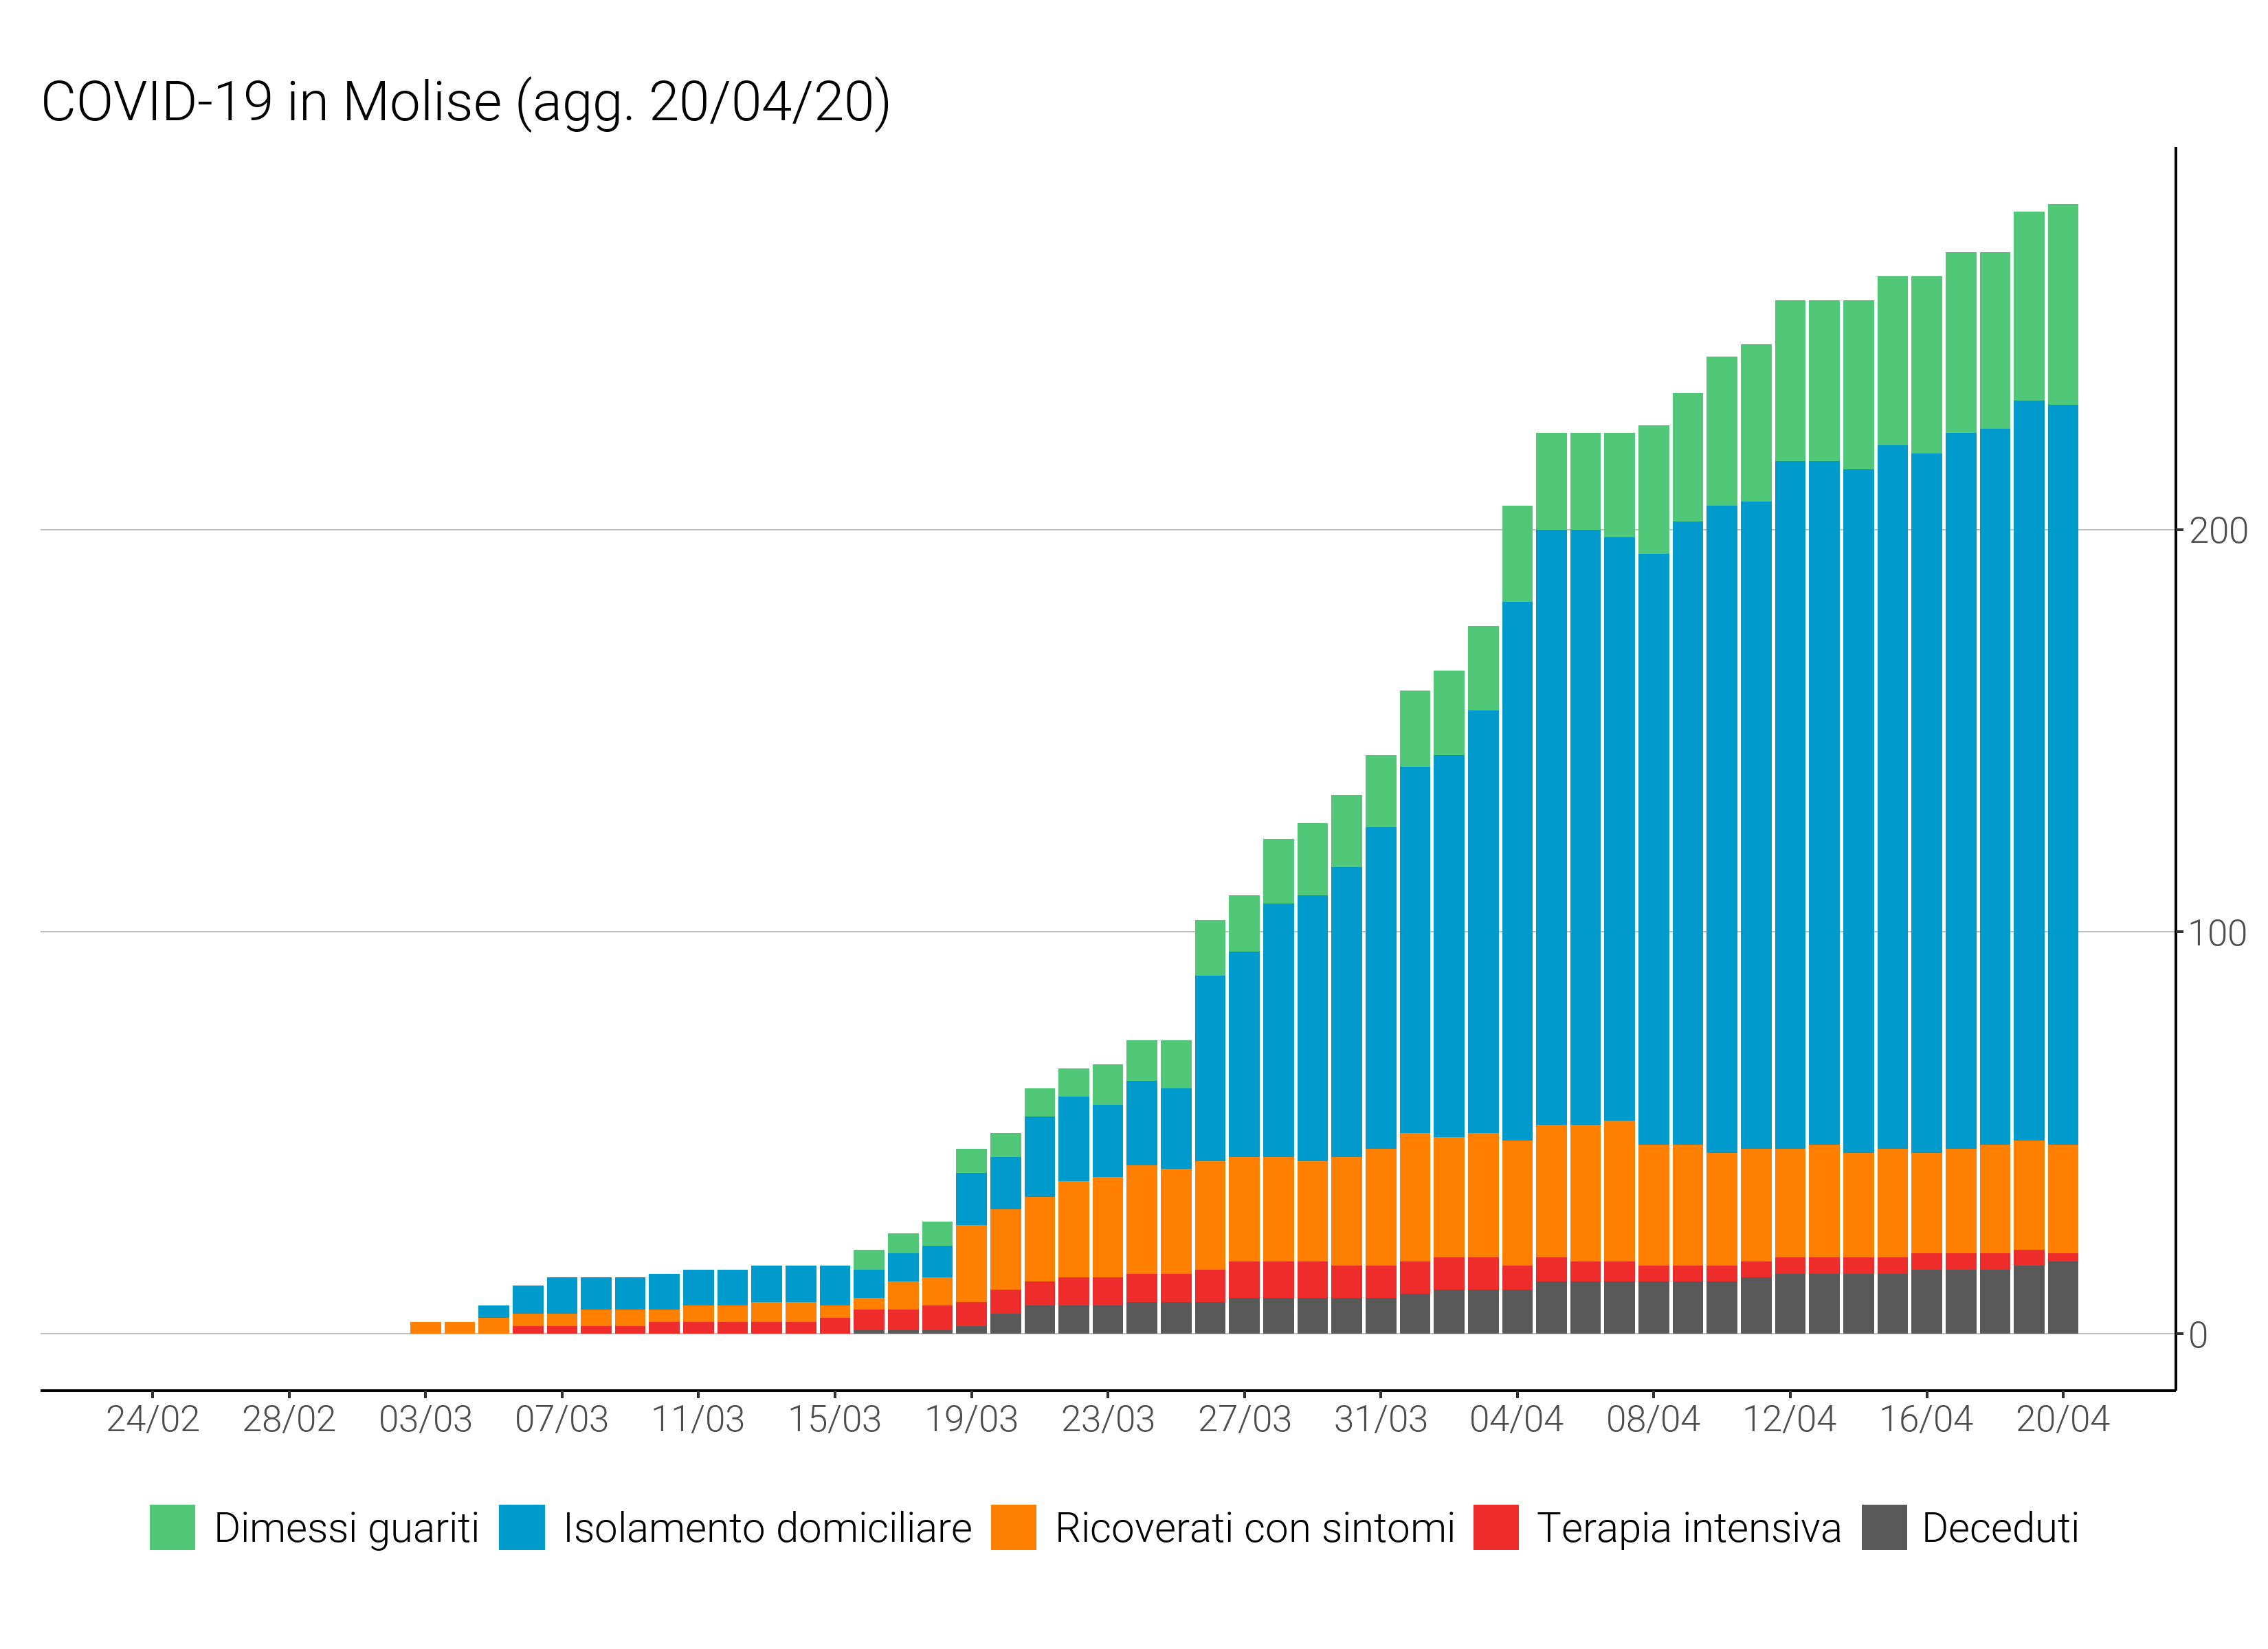 COVID-19 in Molise (agg. 20/04/20)
200
100
0
24/02 28/02 03/03 07/03 11/03 15/03 19/03 23/03 27/03 31/03 04/04 08/04 12/04 16/04 20/04
Dimessi guariti Isolamento domiciliare Ricoverati con sintomi Terapia intensiva Deceduti